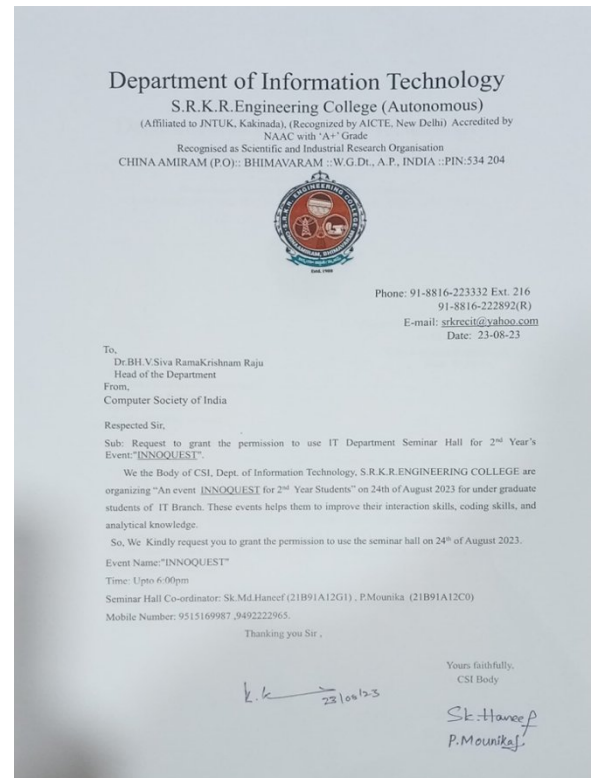 Department of Information Technology
S.R.K.R.Engineering College (Autonomous)
(Affiliated to JNTUK, Kakinada), (Recognized by AICTE, New Delhi) Accredited by
NAAC with 'A+' Grade
Recognised as Scientific and Industrial Research Organisation
CHINA AMIRAM (P.O):: BHIMAVARAM ::W.G.Dt., A.P., INDIA ::PIN:534 204
S.R.K.R. ENGINEERING COLLEGE
CHINAAMIRAM, BHIMAVARAM
Estd. 1980
Phone: 91-8816-223332 Ext. 216
91-8816-222892(R)
E-mail: srkrecit@yahoo.com
Date: 23-08-23
To,
Dr.BH.V.Siva RamaKrishnam Raju
Head of the Department
From,
Computer Society of India
Respected Sir,
Sub: Request to grant the permission to use IT Department Seminar Hall for 2nd Year's
Event:"INNOQUEST".
We the Body of CSI, Dept. of Information Technology, S.R.K.R.ENGINEERING COLLEGE are
organizing "An event INNOQUEST for 2nd Year Students" on 24th of August 2023 for under graduate
students of IT Branch. These events helps them to improve their interaction skills, coding skills, and
analytical knowledge.
So, We Kindly request you to grant the permission to use the seminar hall on 24th of August 2023.
Event Name:"INNOQUEST"
Time: Upto 6:00pm
Seminar Hall Co-ordinator: Sk.Md.Haneef (21B91A12G1) , P.Mounika (21B91A12C0)
Mobile Number: 9515169987 ,9492222965.
Thanking you Sir ,
Yours faithfully,
CSI Body
k.k 23/08/23
Sk.Haneef
P.Mounika